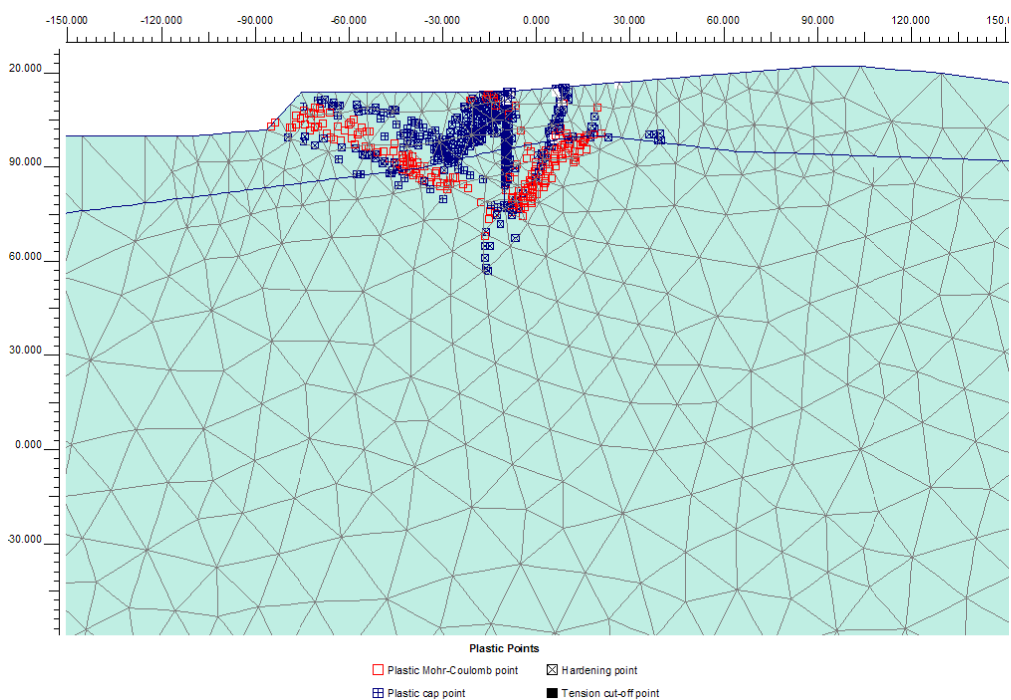 -150.000 -120.000 -90.000 -60.000 -30.000 0.000 30.000 60.000 90.000 120.000 150.
20.000
90.000
60.000
30.000
0.000
-30.000
Plastic Points
Plastic Mohr-Coulomb point Hardening point
Plastic cap point Tension cut-off point